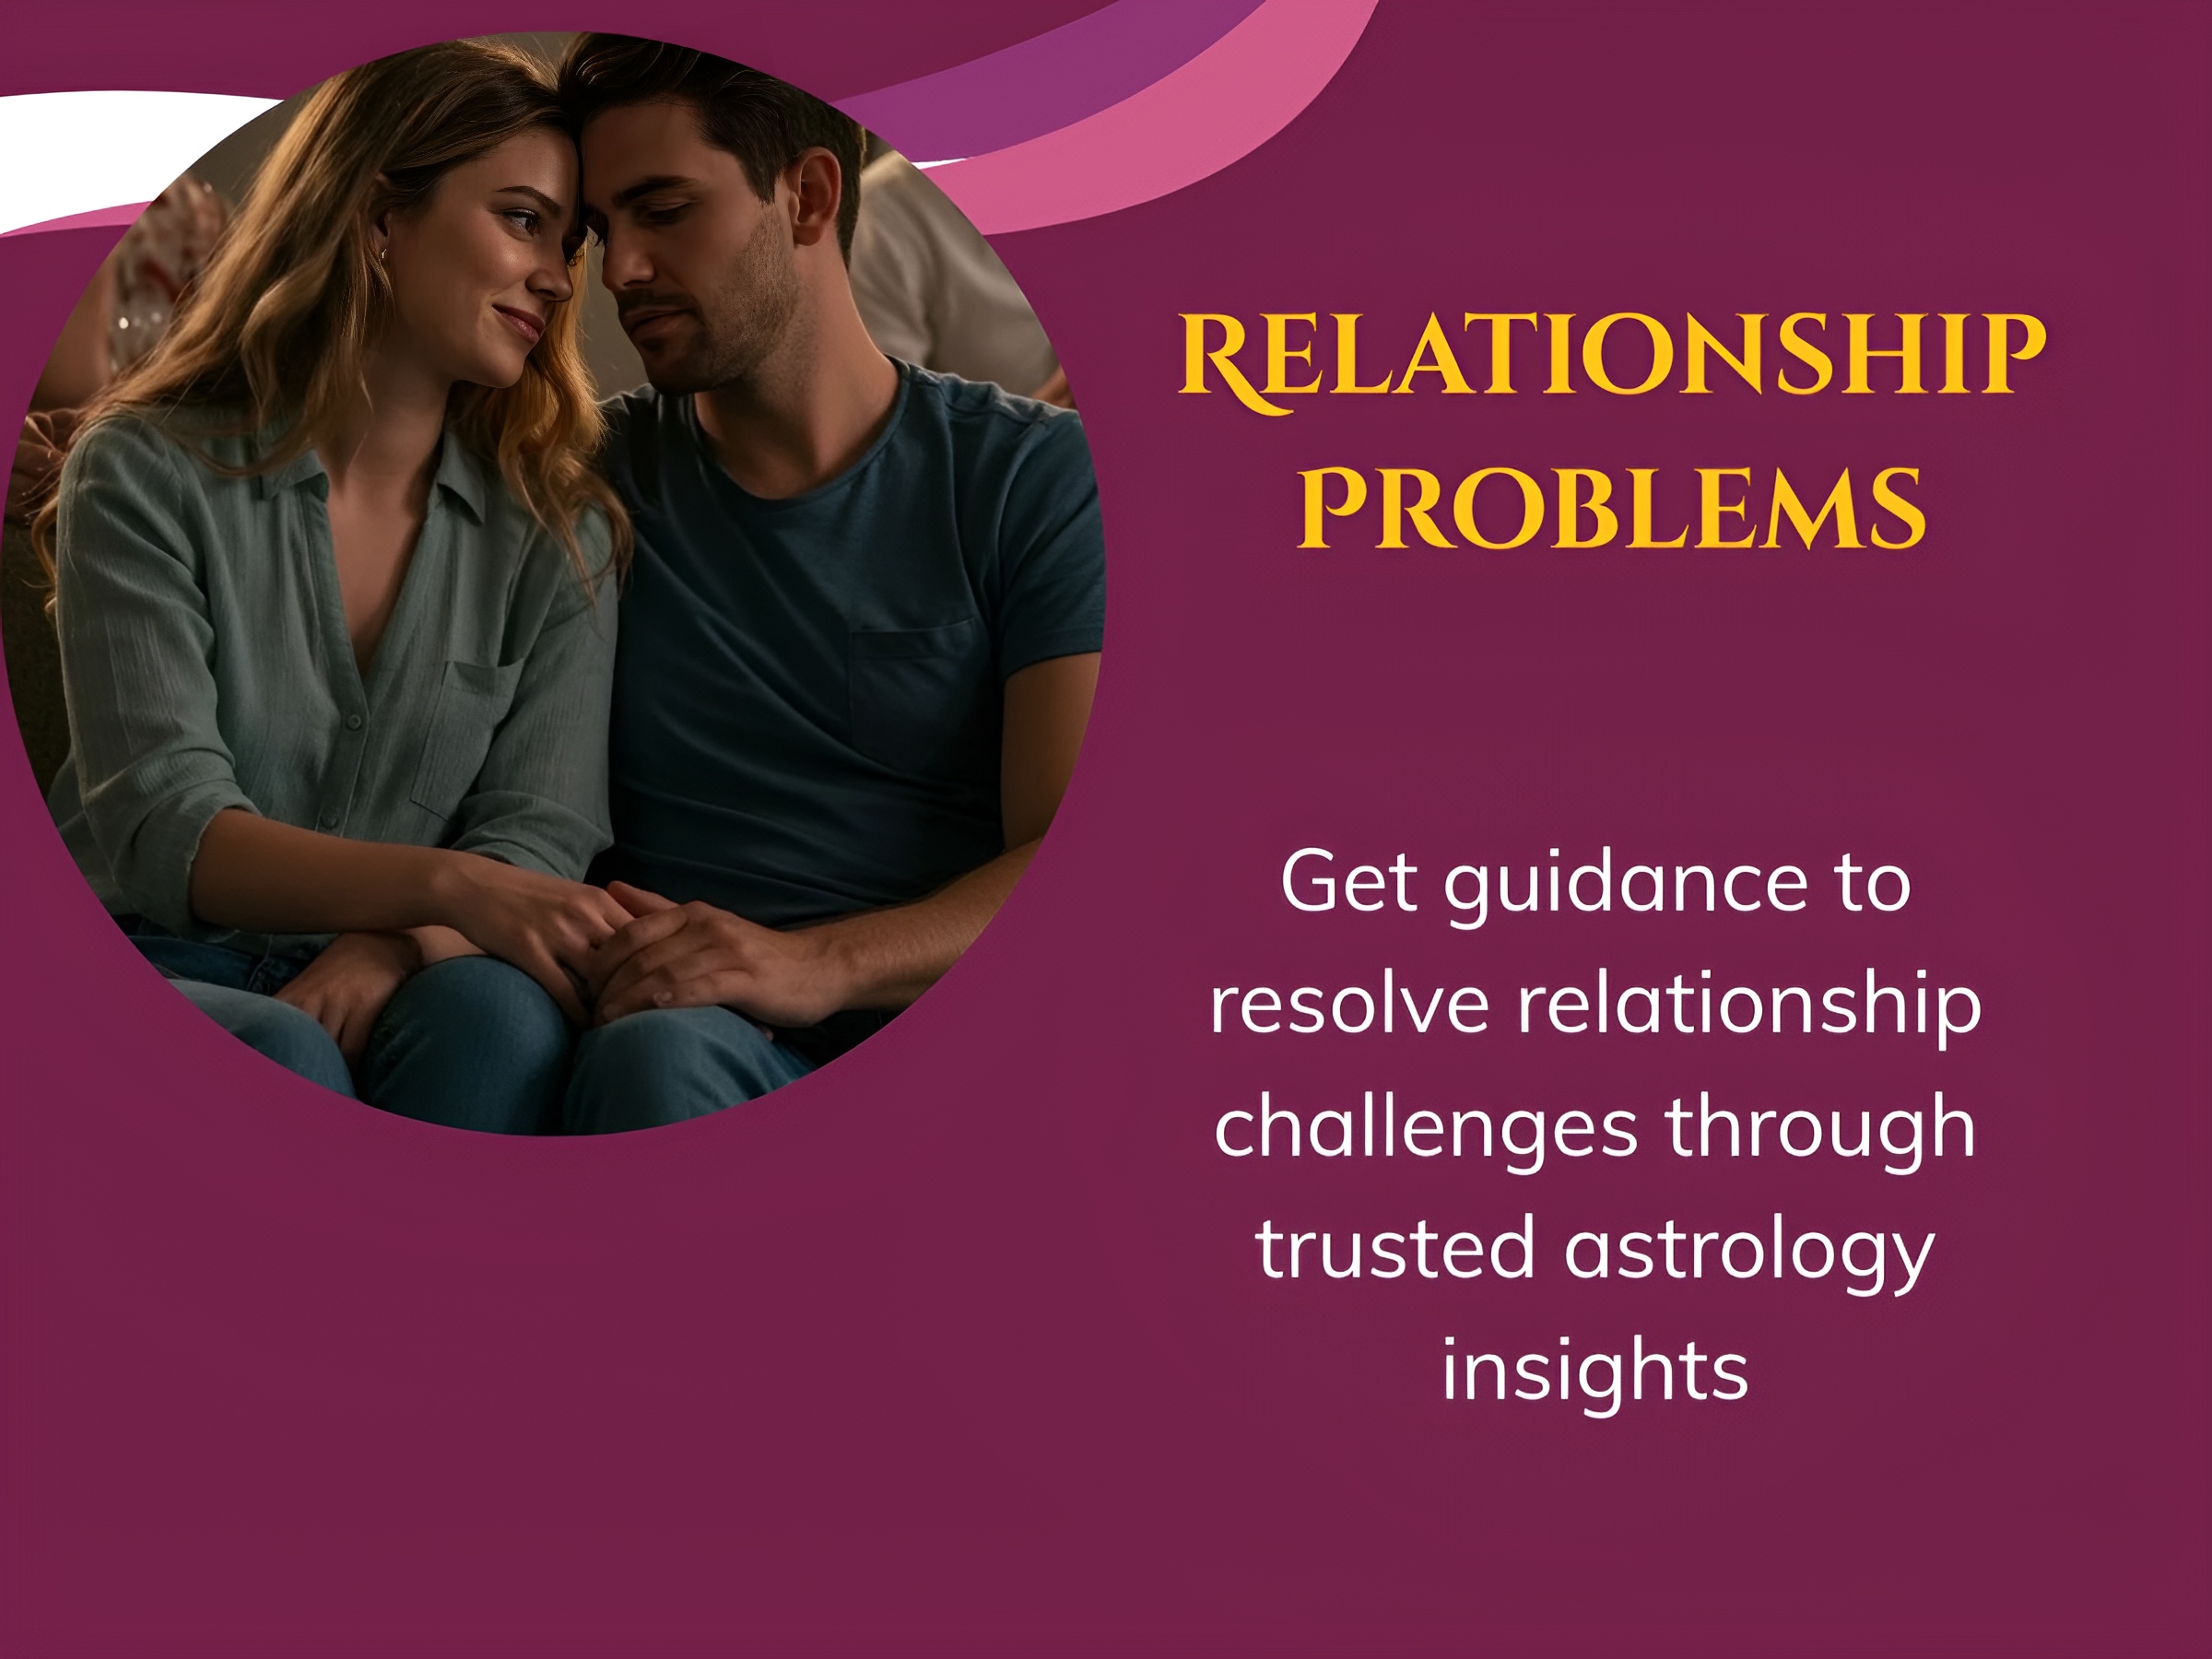 RELATIONSHIP
PROBLEMS
Get guidance to
resolve relationship
challenges through
trusted astrology
insights